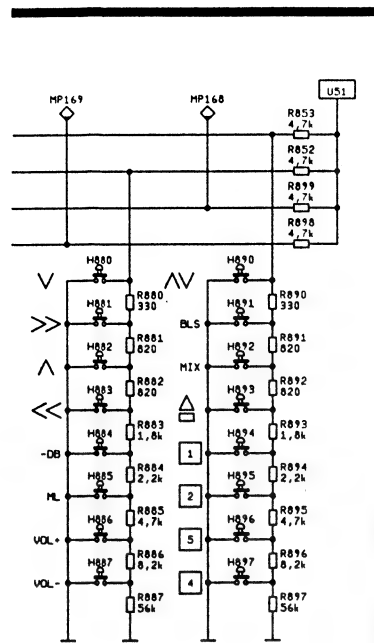 U51
MP169 MP168
R853
4,7k
R852
4,7k
R899
4,7k
R898
4,7k
H880 H890
R880
330
R890
330
H881 BLS H891
R881
820
R891
820
H882 MIX H892
R882
820
R892
820
H883 H893
R883
1,8k
R893
1,8k
-DB H884 1 H894
R884
2,2k
R894
2,2k
ML H885 2 H895
R885
4,7k
R895
4,7k
VOL+ H886 5 H896
R886
8,2k
R896
8,2k
VOL- H887 4 H897
R887
56k
R897
56k